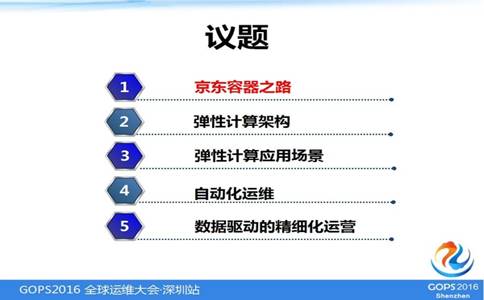 议题
1 京东容器之路
2 弹性计算架构
3 弹性计算应用场景
4 自动化运维
5 数据驱动的精细化运营
GOPS2016 全球运维大会·深圳站
GOPS2016
Shenzhen